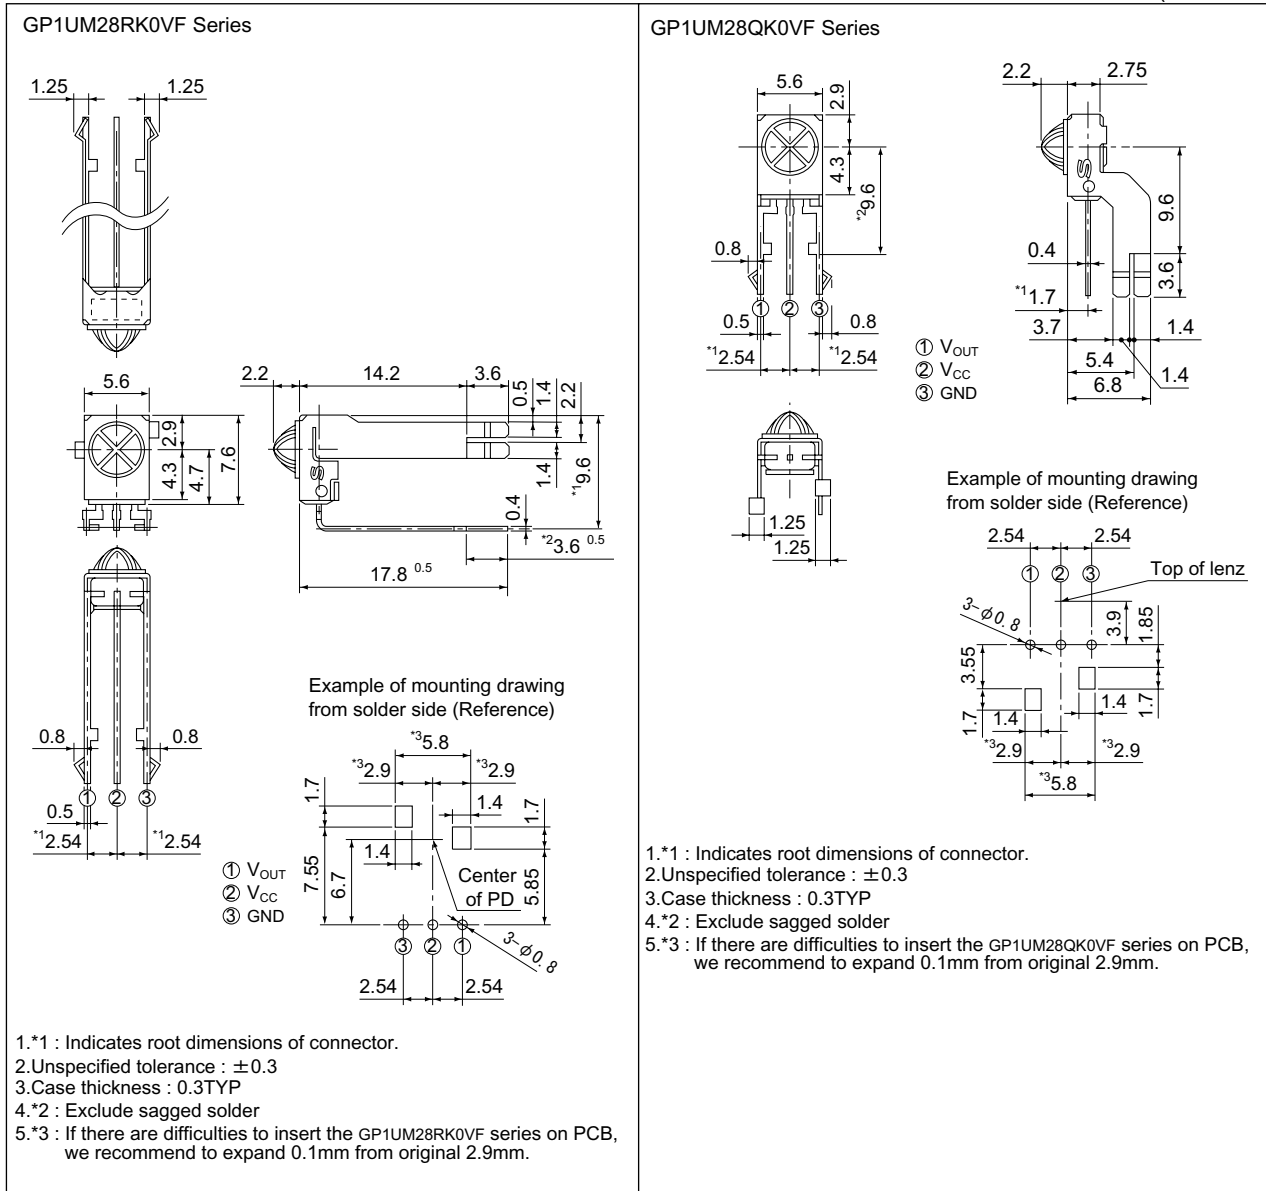 GP1UM28RK0VF Series
1.25
1.25
5.6
2.9
4.3
4.7
7.6
2.2
14.2
3.6
0.5
1.4
2.2
1.4
*19.6
0.4
*23.6 0.5
17.8 0.5
0.8
0.8
① ② ③
0.5
*12.54
*12.54
① VOUT
② VCC
③ GND
Example of mounting drawing
from solder side (Reference)
*35.8
*32.9
*32.9
1.7
1.4
1.7
1.4
7.55
6.7
Center
of PD
5.85
③ ② ①
3-φ0.8
2.54
2.54
1.*1 : Indicates root dimensions of connector.
2.Unspecified tolerance : ±0.3
3.Case thickness : 0.3TYP
4.*2 : Exclude sagged solder
5.*3 : If there are difficulties to insert the GP1UM28RK0VF series on PCB,
we recommend to expand 0.1mm from original 2.9mm.
GP1UM28QK0VF Series
5.6
2.9
4.3
*29.6
0.8
① ② ③
0.5
0.8
*12.54
*12.54
2.2
2.75
9.6
0.4
3.6
*11.7
3.7
1.4
5.4
1.4
6.8
① VOUT
② VCC
③ GND
1.25
1.25
Example of mounting drawing
from solder side (Reference)
2.54
2.54
① ② ③
Top of lenz
3-φ0.8
3.9
1.85
3.55
1.7
1.4
1.4
1.7
*32.9
*32.9
*35.8
1.*1 : Indicates root dimensions of connector.
2.Unspecified tolerance : ±0.3
3.Case thickness : 0.3TYP
4.*2 : Exclude sagged solder
5.*3 : If there are difficulties to insert the GP1UM28QK0VF series on PCB,
we recommend to expand 0.1mm from original 2.9mm.